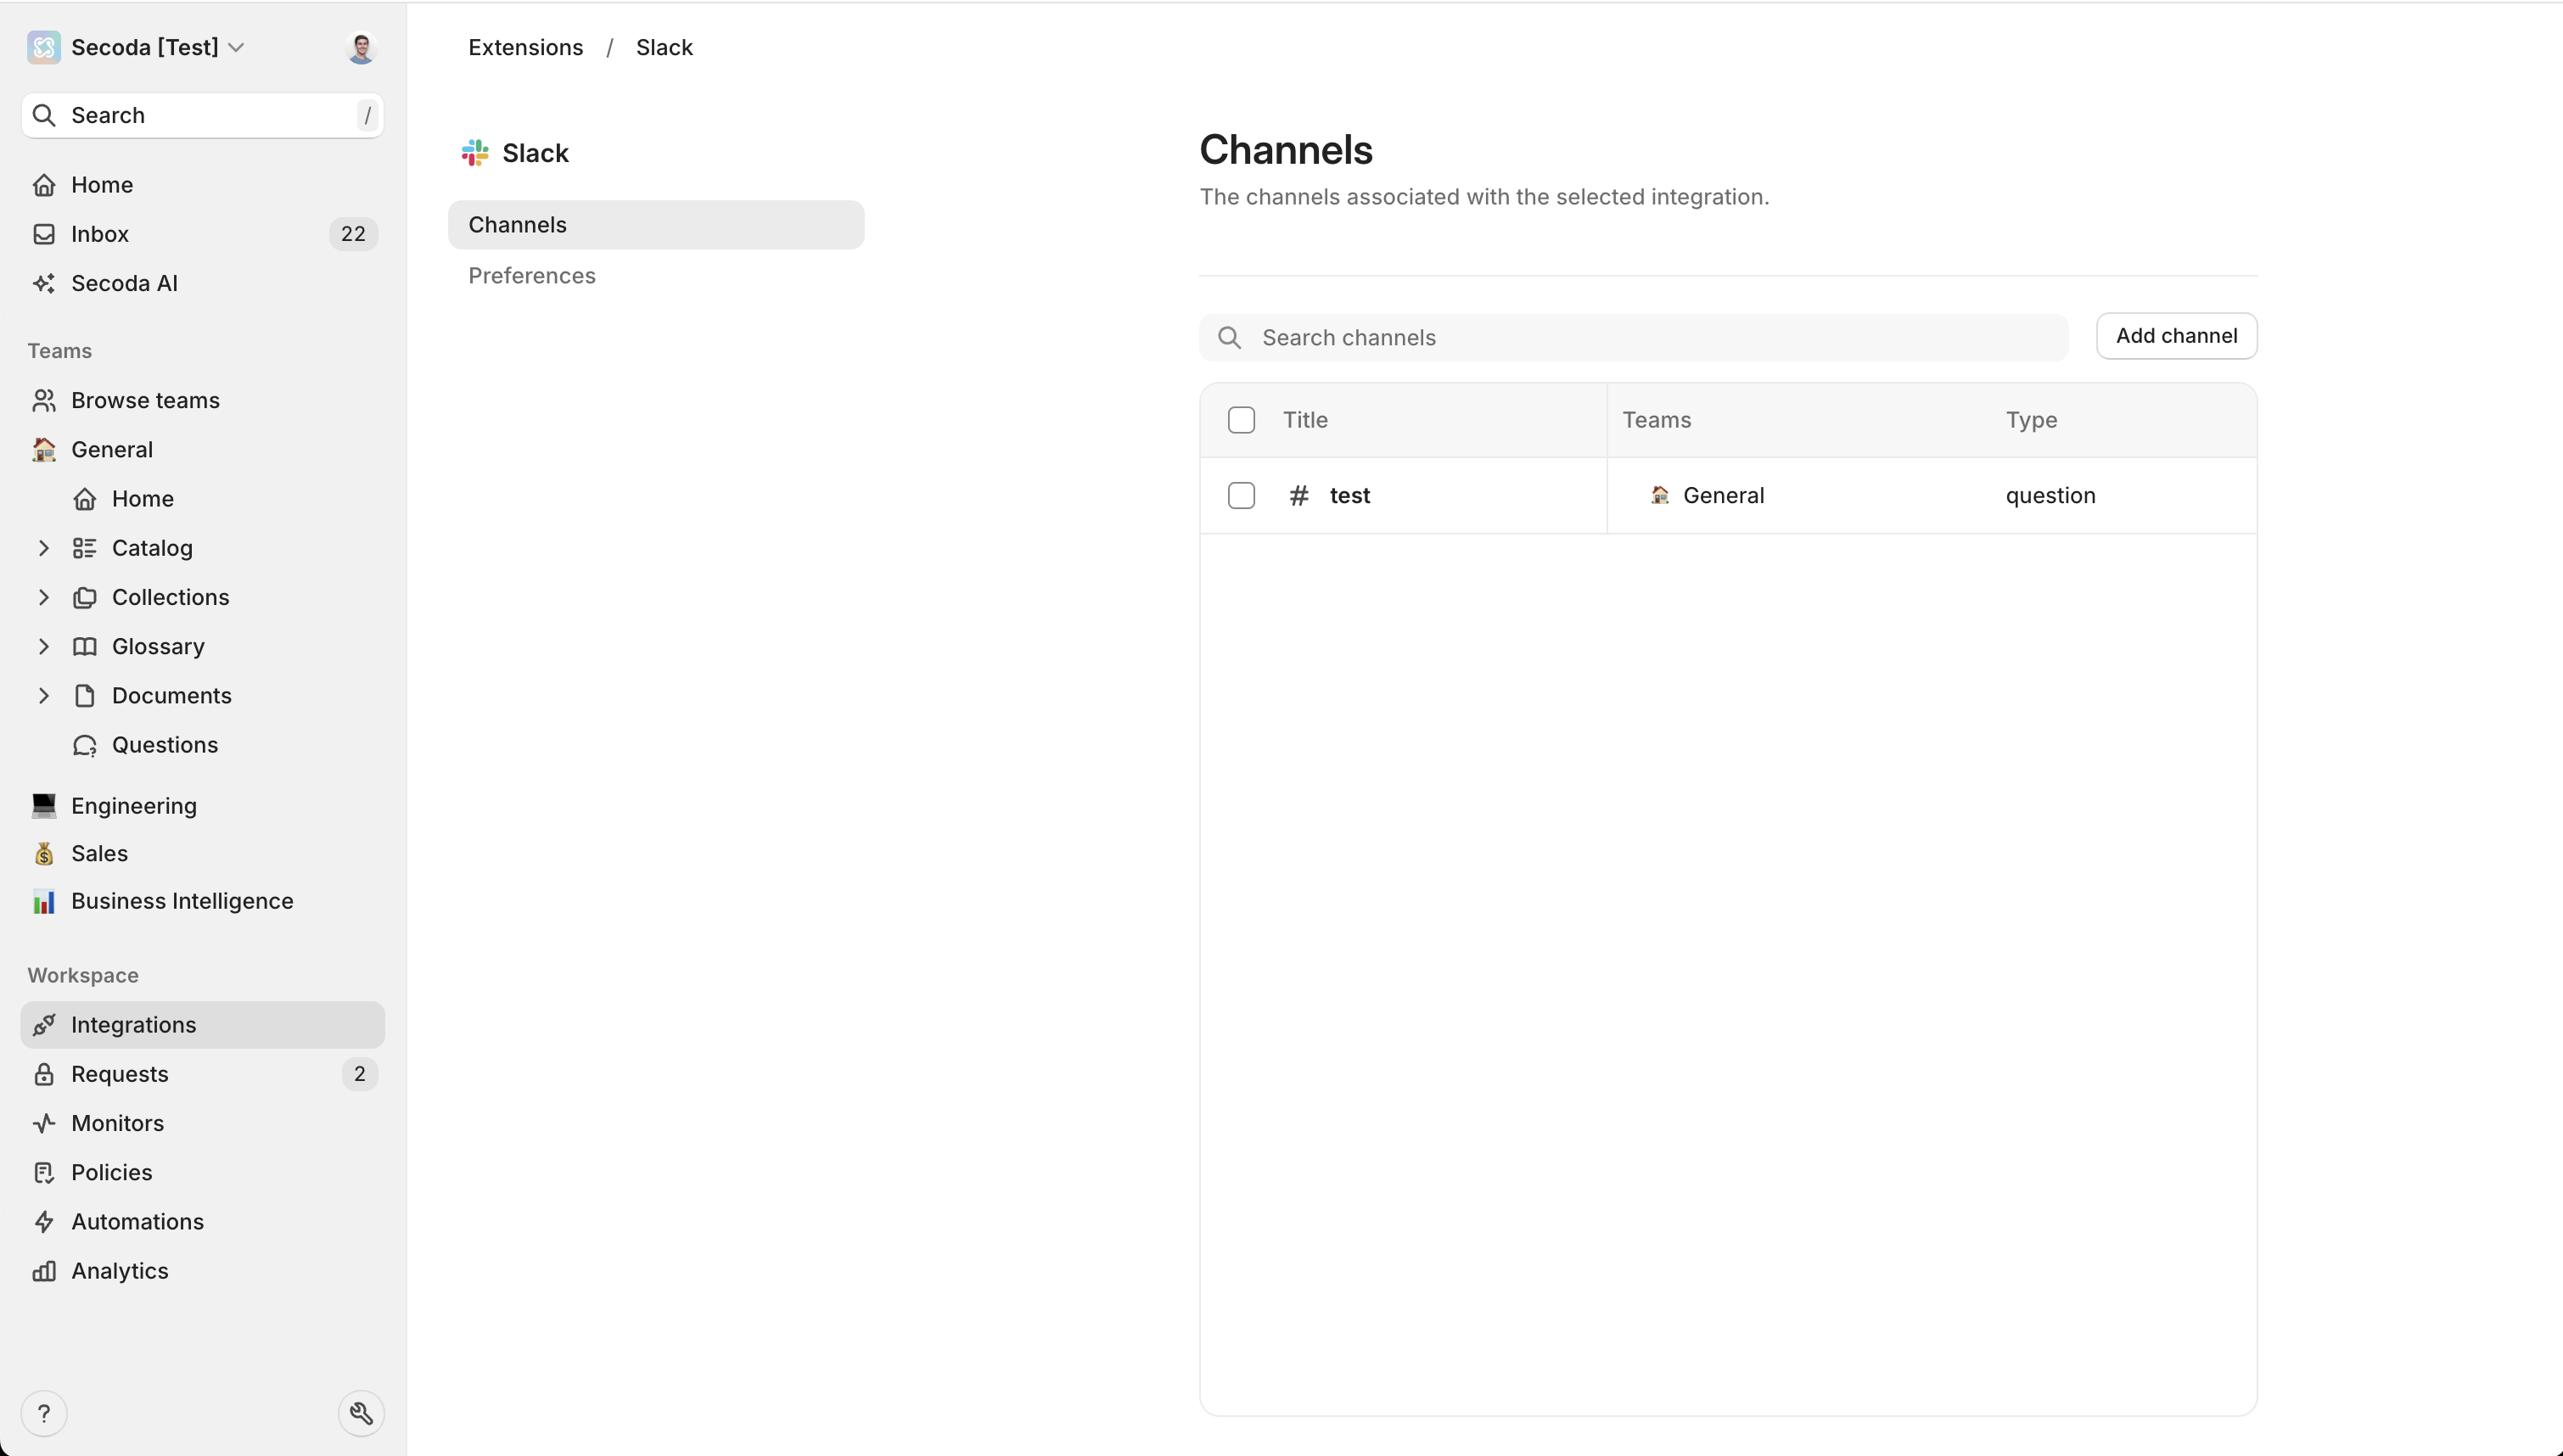 Secoda [Test]
Search /
Home
Inbox 22
Secoda AI
Teams
Browse teams
General
Home
Catalog
Collections
Glossary
Documents
Questions
Engineering
Sales
Business Intelligence
Workspace
Integrations
Requests 2
Monitors
Policies
Automations
Analytics
?
Extensions / Slack
Slack
Channels
Preferences
Channels
The channels associated with the selected integration.
Search channels
Add channel
Title Teams Type
# test General question